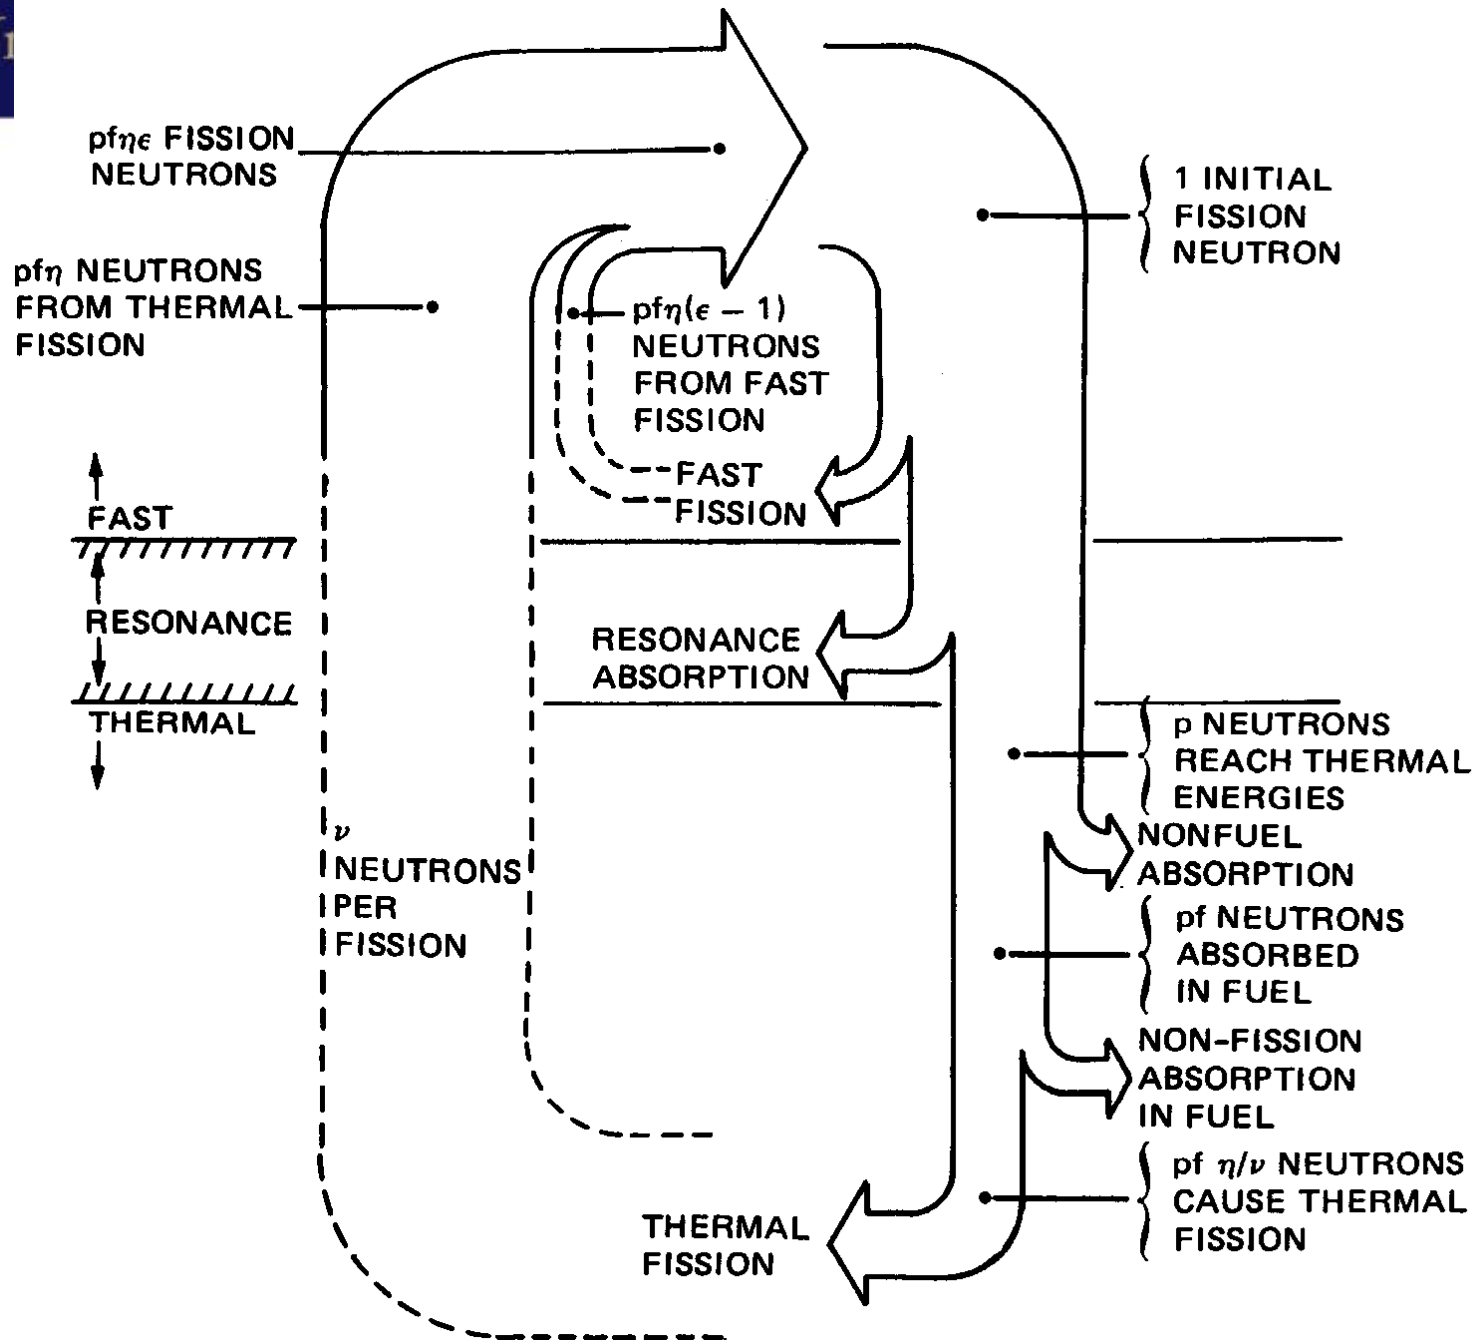 pfηϵ FISSION
NEUTRONS
1 INITIAL
FISSION
NEUTRON
pfη NEUTRONS
FROM THERMAL
FISSION
pfη(ϵ − 1)
NEUTRONS
FROM FAST
FISSION
FAST
FISSION
FAST
RESONANCE
THERMAL
RESONANCE
ABSORPTION
p NEUTRONS
REACH THERMAL
ENERGIES
NONFUEL
ABSORPTION
ν
NEUTRONS
PER
FISSION
pf NEUTRONS
ABSORBED
IN FUEL
NON-FISSION
ABSORPTION
IN FUEL
pf η/ν NEUTRONS
CAUSE THERMAL
FISSION
THERMAL
FISSION